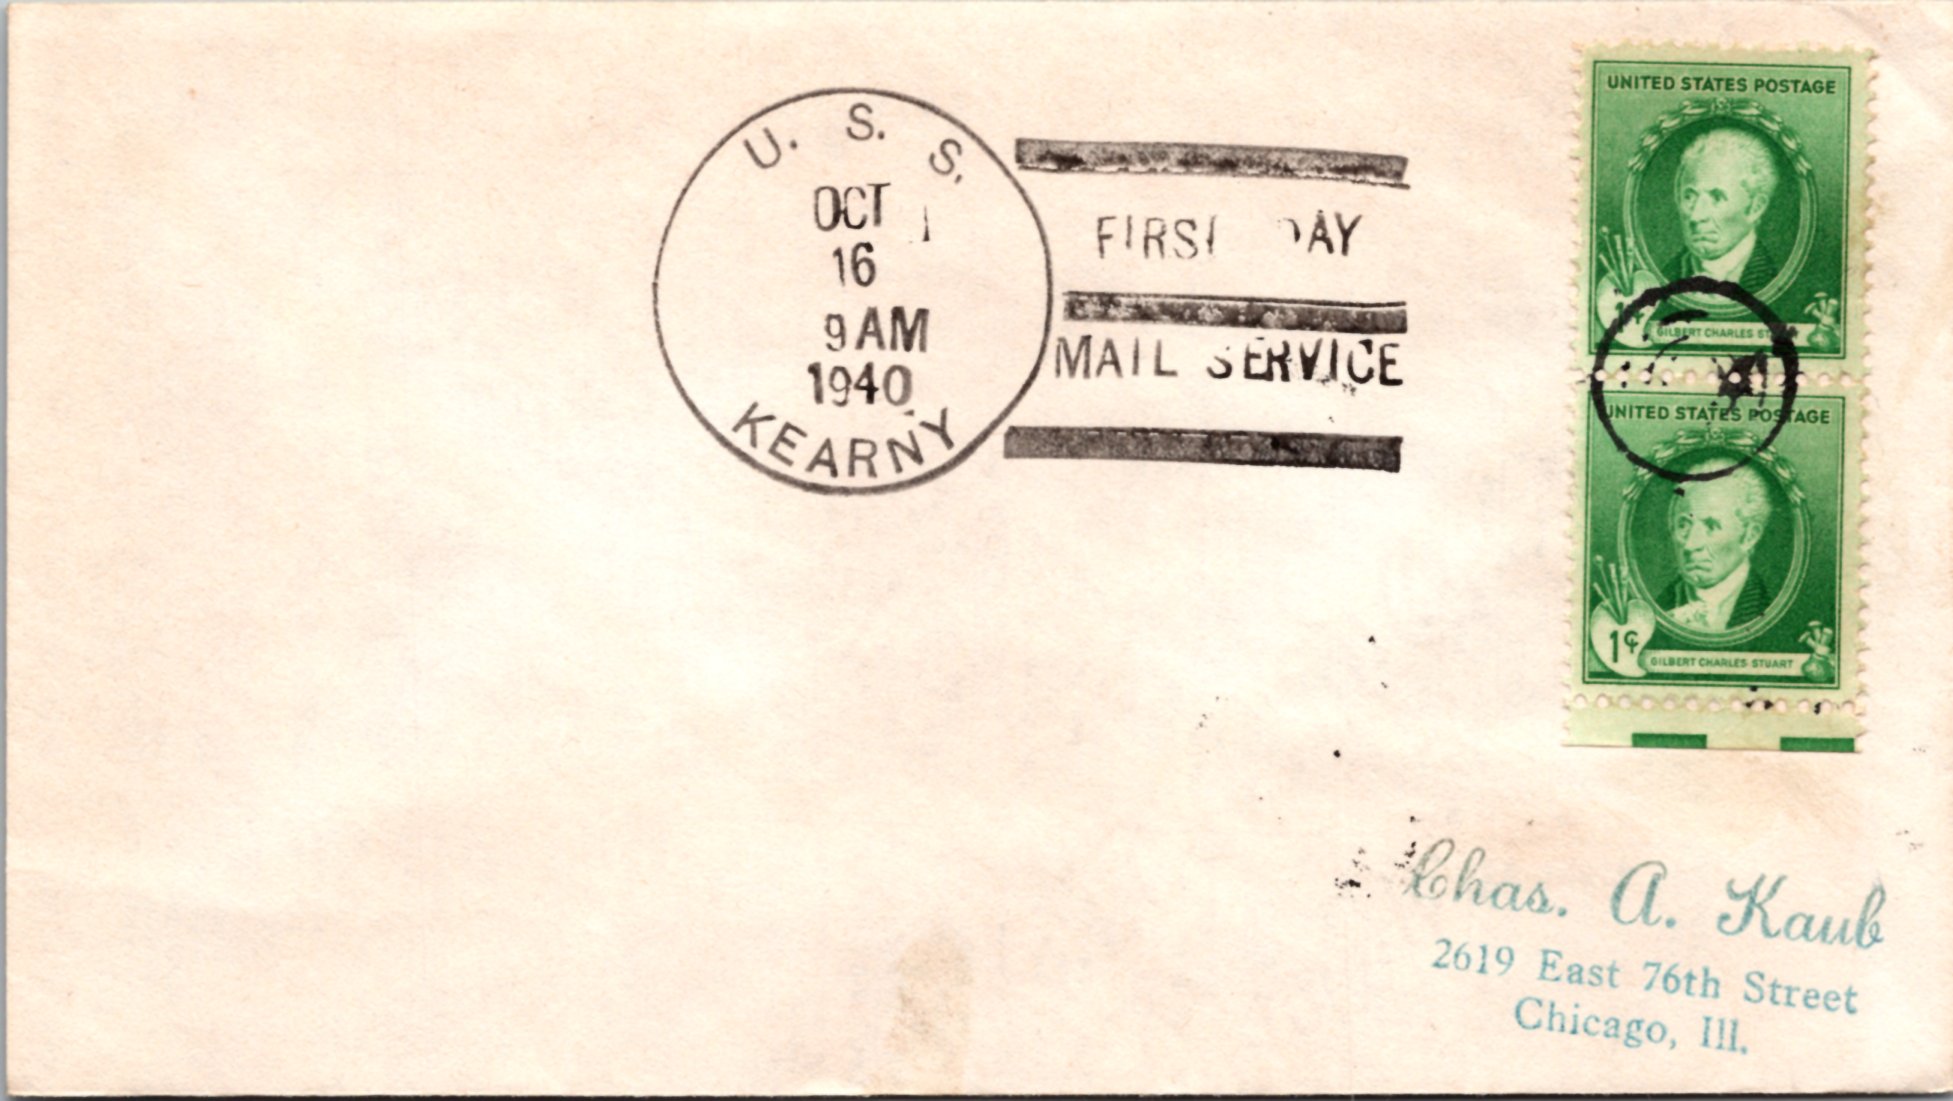 U. S. S.
OCT
16
9 AM
1940
KEARNY
FIRST DAY
MAIL SERVICE
UNITED STATES POSTAGE
1¢
GILBERT CHARLES STUART
UNITED STATES POSTAGE
1¢
GILBERT CHARLES STUART
Chas. A. Kaub
2619 East 76th Street
Chicago, Ill.